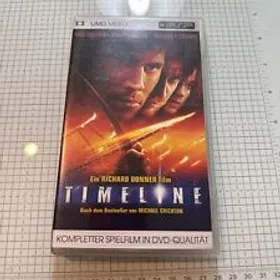 UMD VIDEO
Ein RICHARD DONNER Film
TIMELINE
Nach dem Bestseller von MICHAEL CRICHTON
KOMPLETTER SPIELFILM IN DVD-QUALITÄT